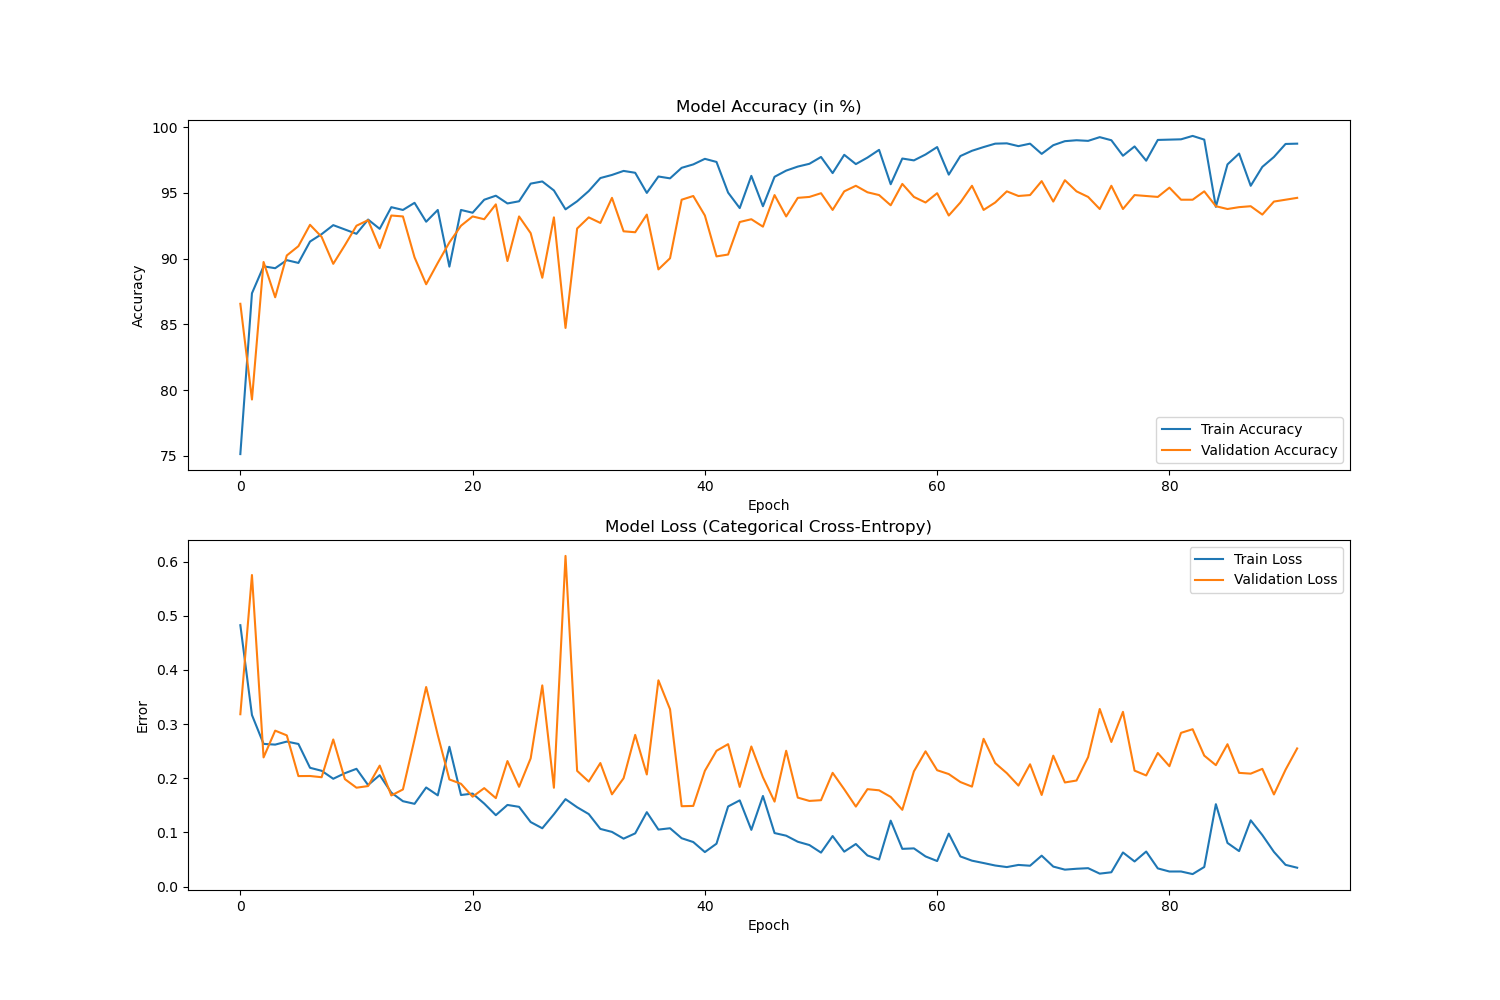 Model Accuracy (in %)
100
95
90
85
80
75
Accuracy
Train Accuracy
Validation Accuracy
0 20 40 60 80
Epoch
Model Loss (Categorical Cross-Entropy)
0.6
0.5
0.4
0.3
0.2
0.1
0.0
Error
Train Loss
Validation Loss
0 20 40 60 80
Epoch